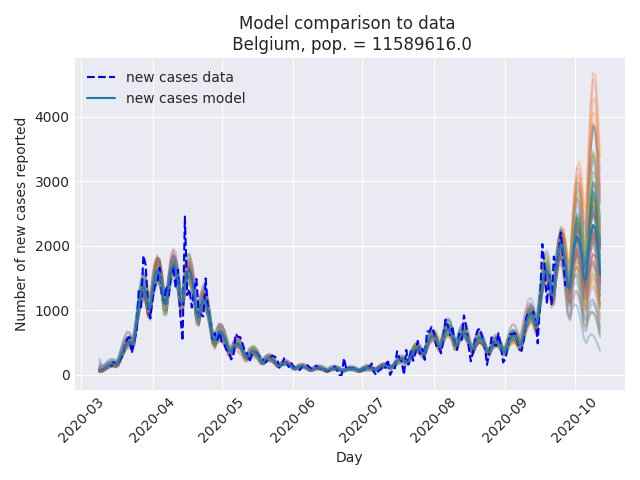 Model comparison to data
Belgium, pop. = 11589616.0
new cases data
new cases model
Number of new cases reported
4000
3000
2000
1000
0
2020-03
2020-04
2020-05
2020-06
2020-07
2020-08
2020-09
2020-10
Day